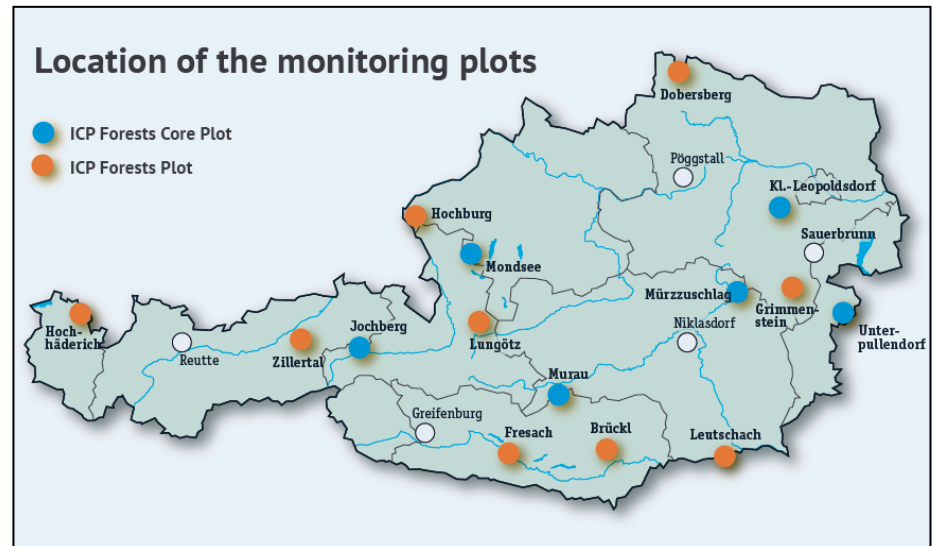 Location of the monitoring plots
ICP Forests Core Plot
ICP Forests Plot
Dobersberg
Pöggstall
Kl.-Leopoldsdorf
Hochburg
Sauerbrunn
Mondsee
Mürzzuschlag
Grimmen-
stein
Hoch-
häderich
Jochberg
Niklasdorf
Unter-
pullendorf
Reutte
Zillertal
Lungötz
Murau
Greifenburg
Fresach
Brückl
Leutschach